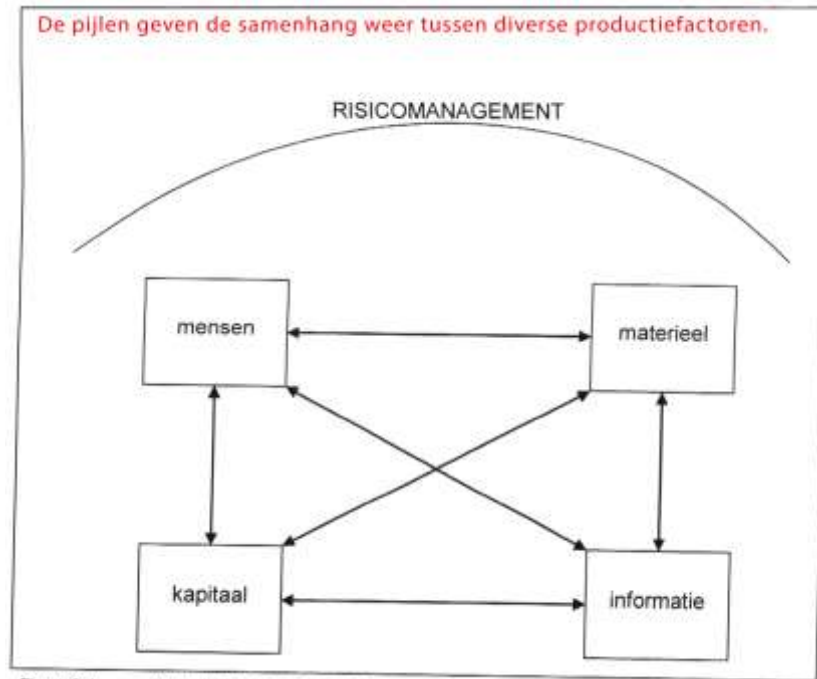 De pijlen geven de samenhang weer tussen diverse productiefactoren.
RISICOMANAGEMENT
mensen
materieel
kapitaal
informatie